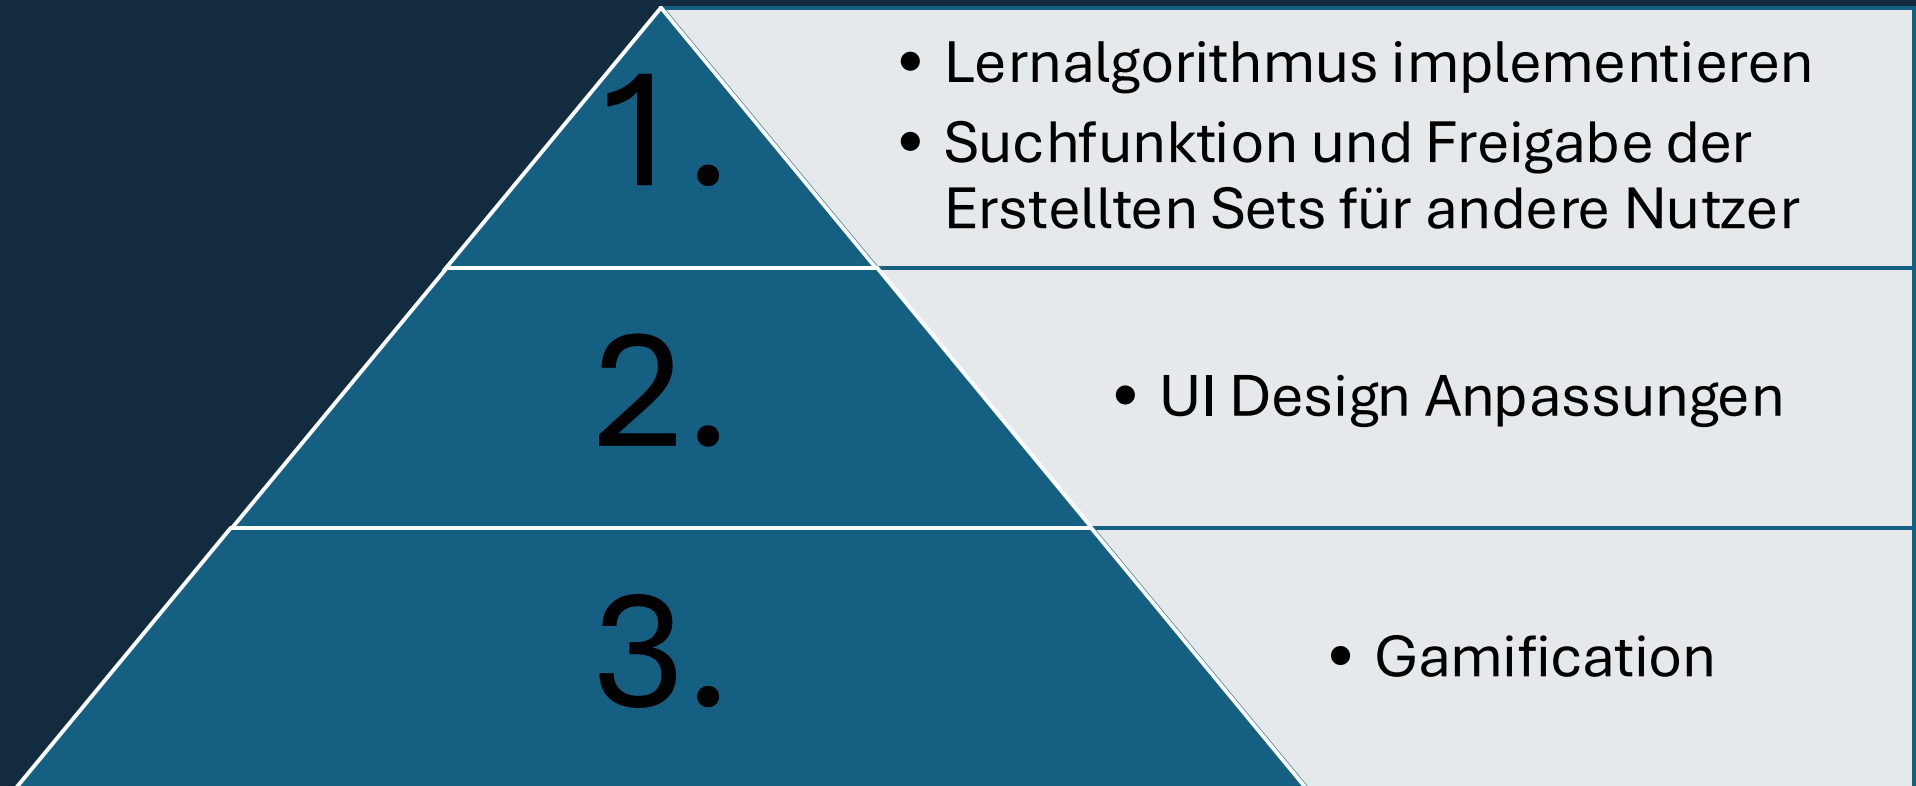 1.
• Lernalgorithmus implementieren
• Suchfunktion und Freigabe der
Erstellten Sets für andere Nutzer
2.
• UI Design Anpassungen
3.
• Gamification